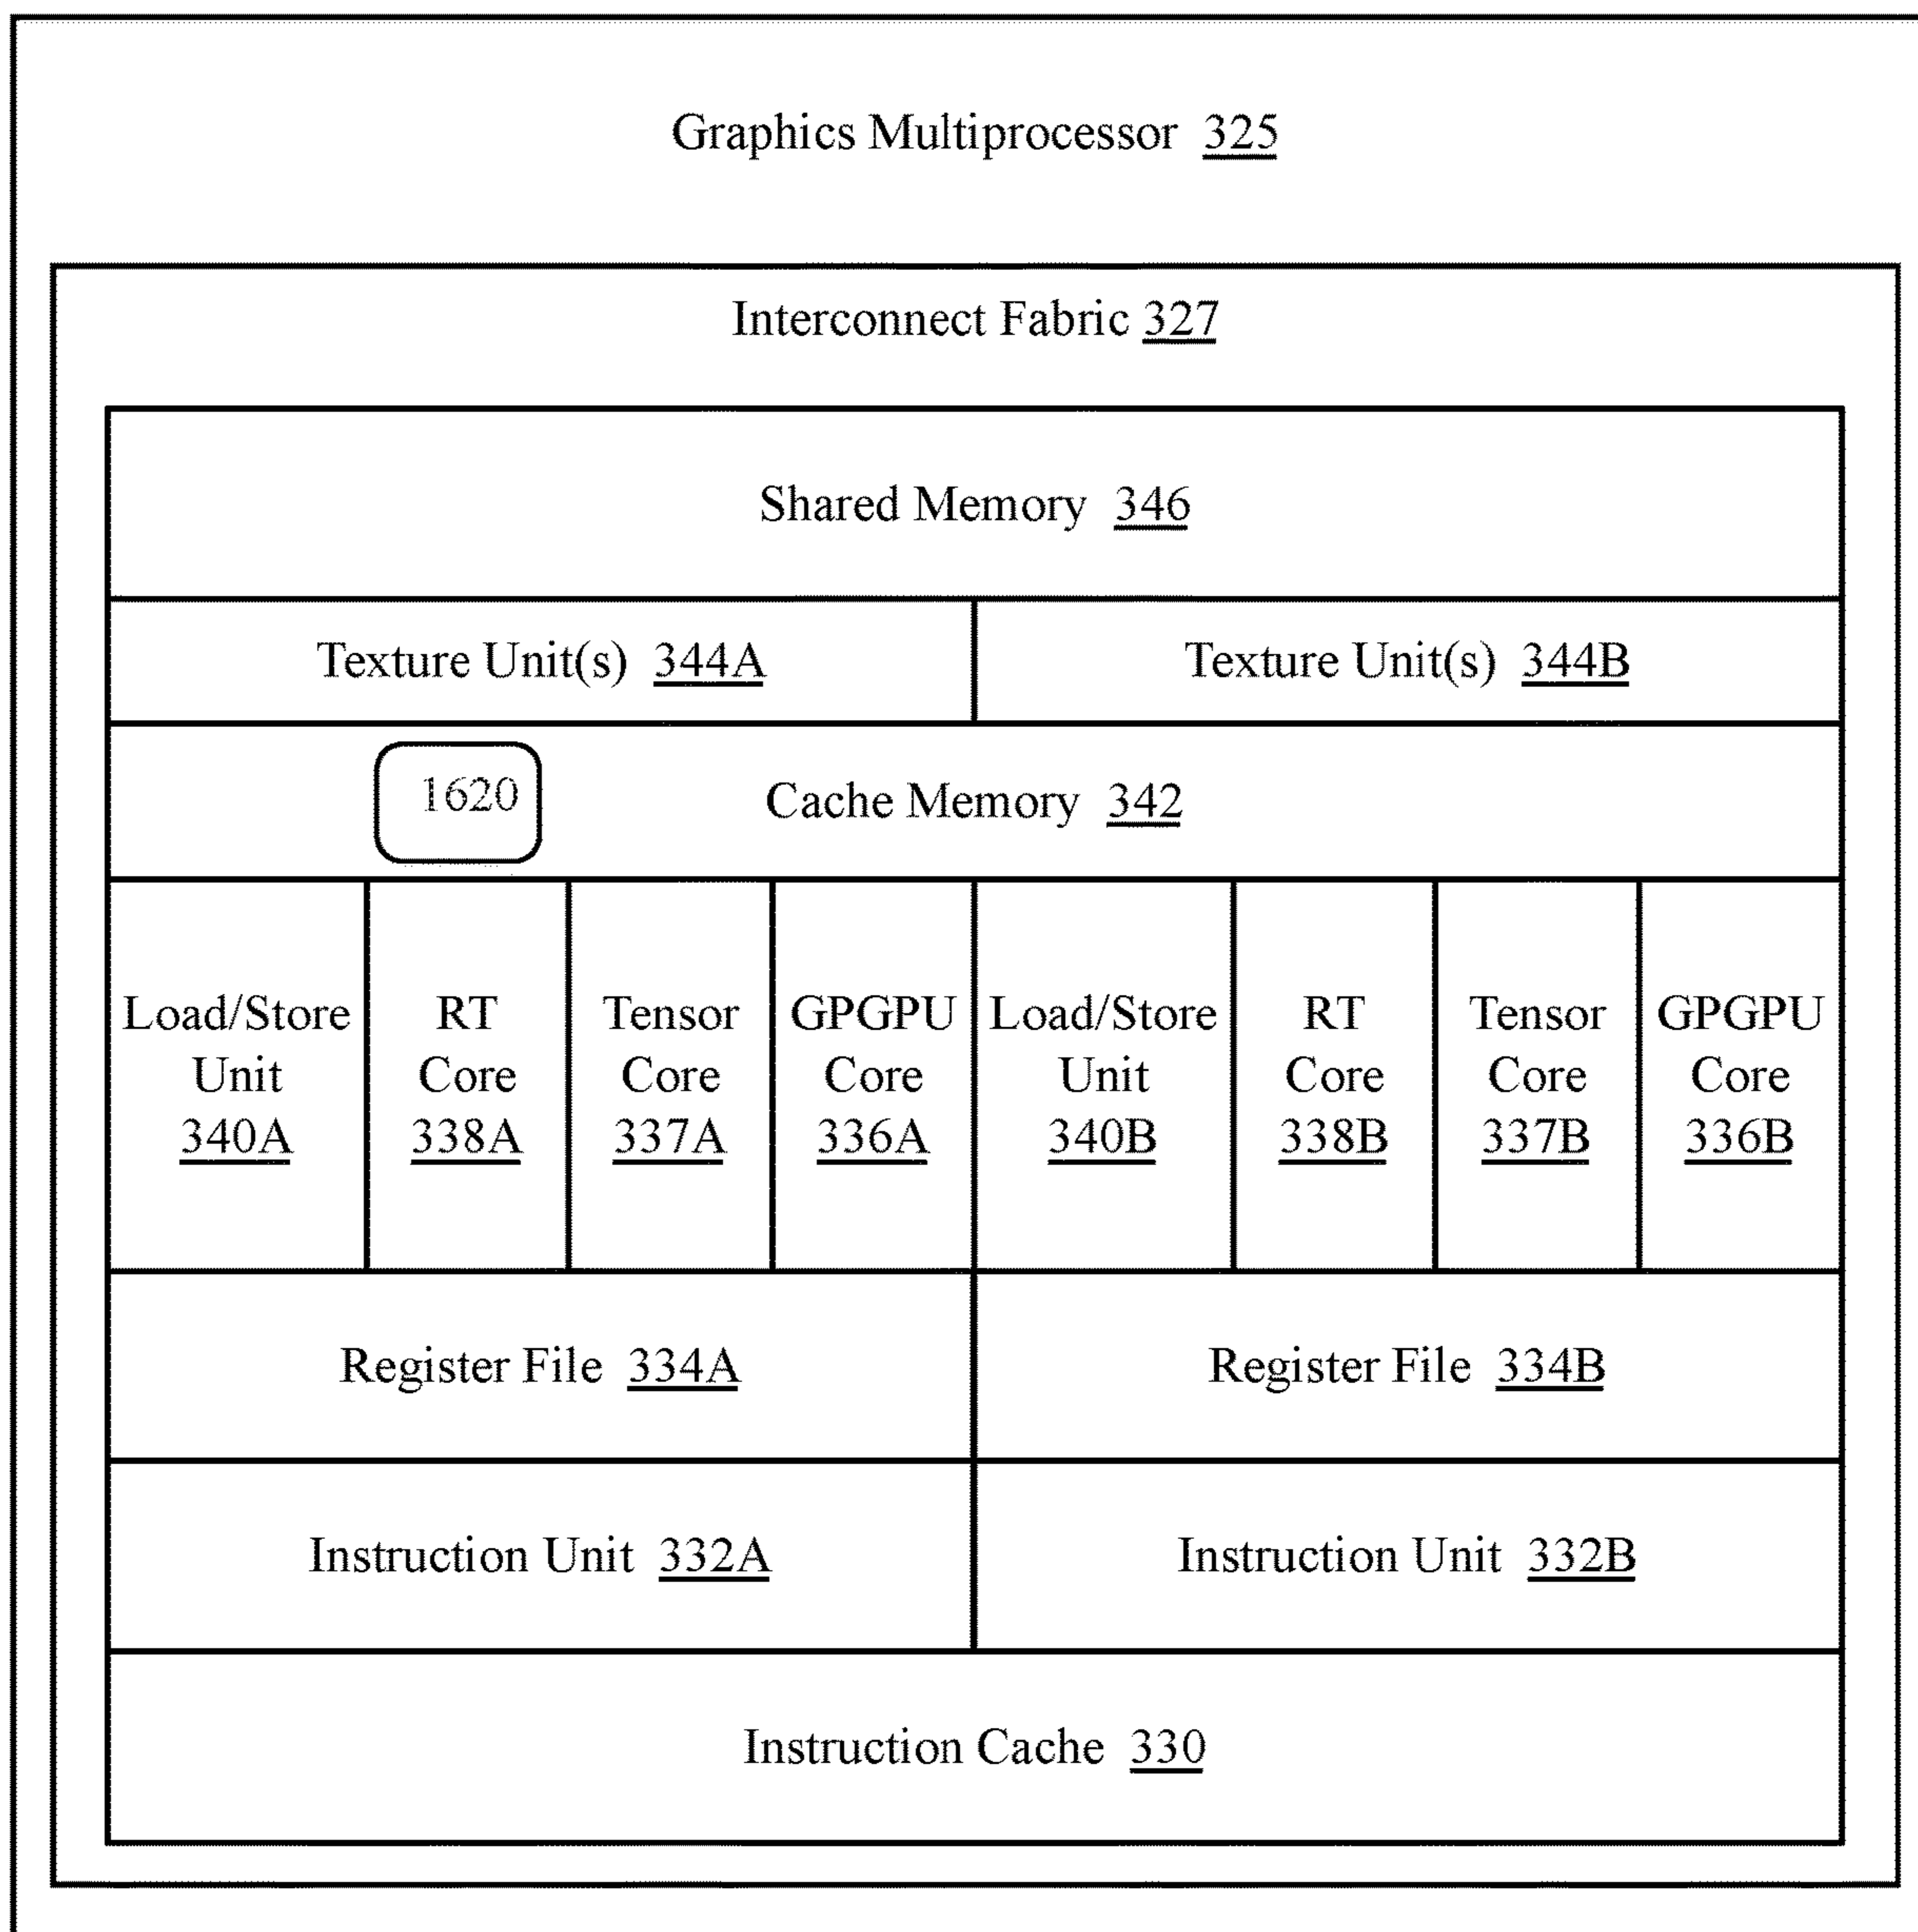 Graphics Multiprocessor 325
Interconnect Fabric 327
Shared Memory 346
Texture Unit(s) 344A
Texture Unit(s) 344B
1620
Cache Memory 342
Load/Store
Unit
340A
RT
Core
338A
Tensor
Core
337A
GPGPU
Core
336A
Load/Store
Unit
340B
RT
Core
338B
Tensor
Core
337B
GPGPU
Core
336B
Register File 334A
Register File 334B
Instruction Unit 332A
Instruction Unit 332B
Instruction Cache 330